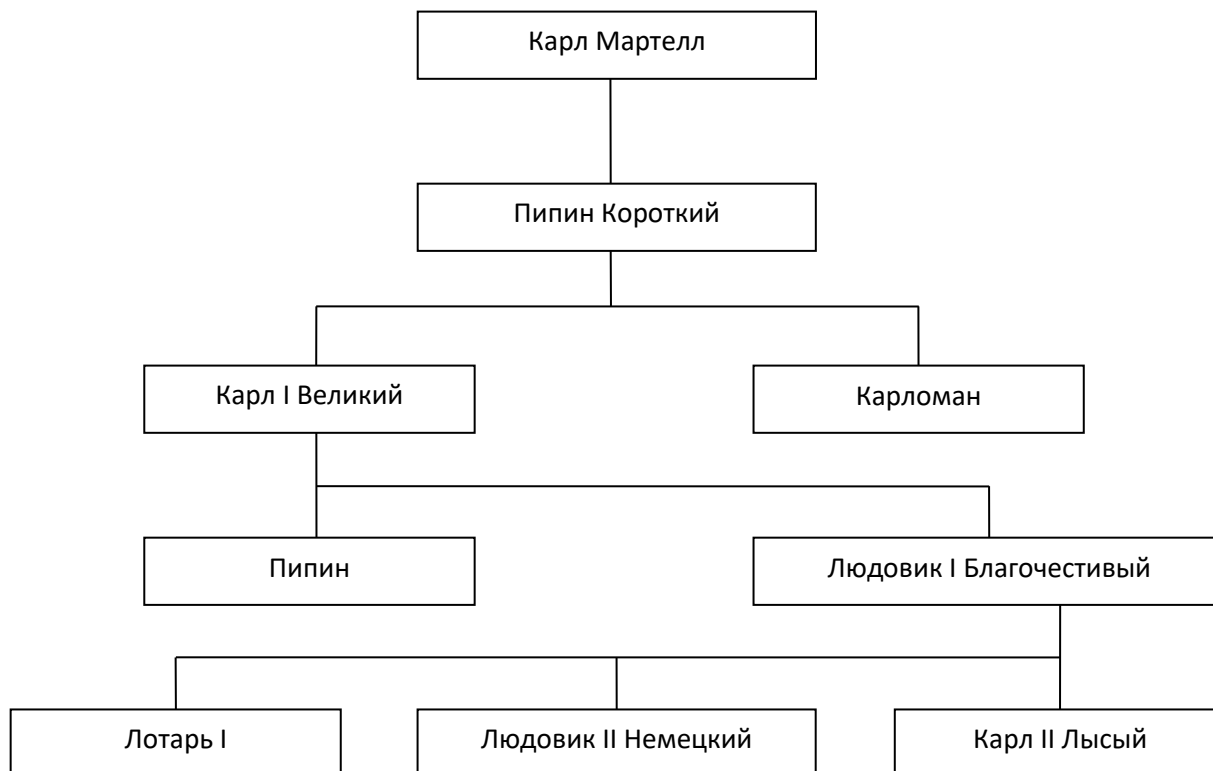 Карл Мартелл
Пипин Короткий
Карл I Великий
Карломан
Пипин
Людовик I Благочестивый
Лотарь I
Людовик II Немецкий
Карл II Лысый